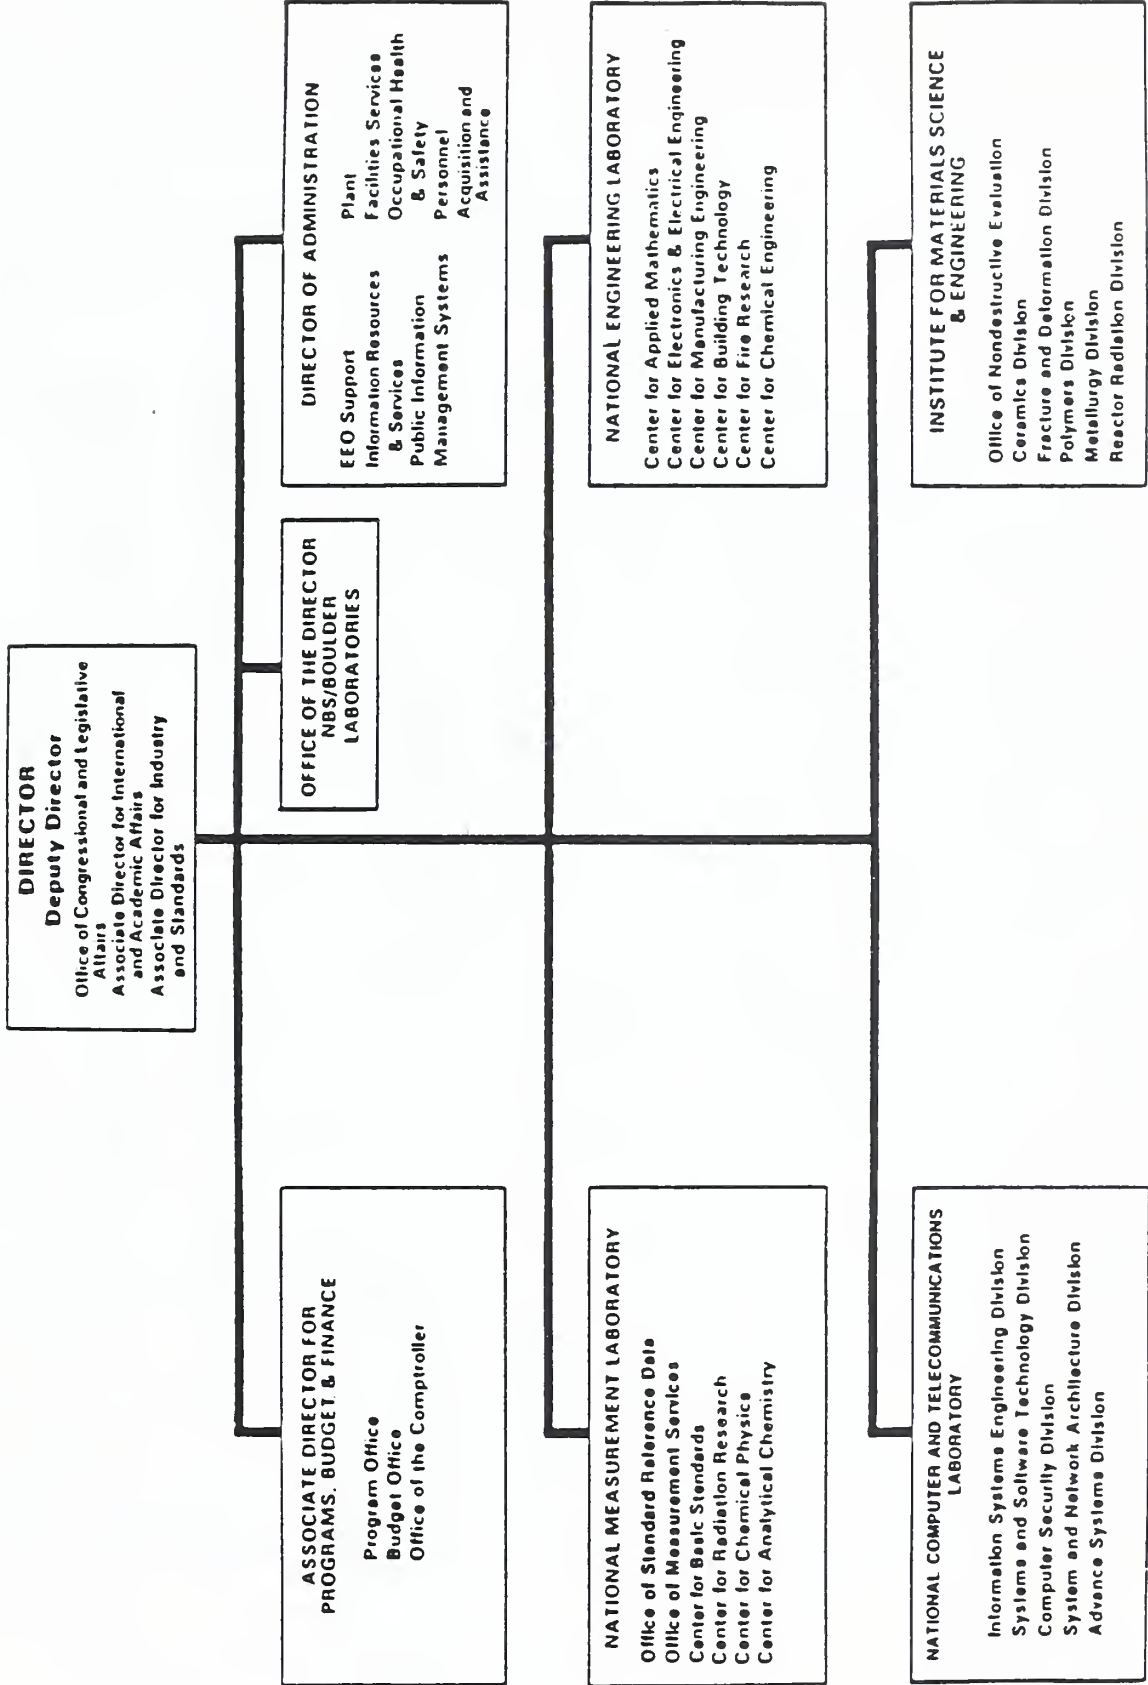 DIRECTOR
Deputy Director
Office of Congressional and Legislative
Affairs
Associate Director for International
and Academic Affairs
Associate Director for Industry
and Standards
ASSOCIATE DIRECTOR FOR
PROGRAMS, BUDGET & FINANCE
Program Office
Budget Office
Office of the Comptroller
OFFICE OF THE DIRECTOR
NBS/BOULDER
LABORATORIES
DIRECTOR OF ADMINISTRATION
EEO Support
Information Resources
& Services
Public Information
Management Systems
Plant
Facilities Services
Occupational Health
& Safety
Personnel
Acquisition and
Assistance
NATIONAL MEASUREMENT LABORATORY
Office of Standard Reference Data
Office of Measurement Services
Center for Basic Standards
Center for Radiation Research
Center for Chemical Physics
Center for Analytical Chemistry
NATIONAL ENGINEERING LABORATORY
Center for Applied Mathematics
Center for Electronics & Electrical Engineering
Center for Manufacturing Engineering
Center for Building Technology
Center for Fire Research
Center for Chemical Engineering
NATIONAL COMPUTER AND TELECOMMUNICATIONS
LABORATORY
Information Systems Engineering Division
Systems and Software Technology Division
Computer Security Division
System and Network Architecture Division
Advance Systems Division
INSTITUTE FOR MATERIALS SCIENCE
& ENGINEERING
Office of Nondestructive Evaluation
Ceramics Division
Fracture and Deformation Division
Polymers Division
Metallurgy Division
Reactor Radiation Division